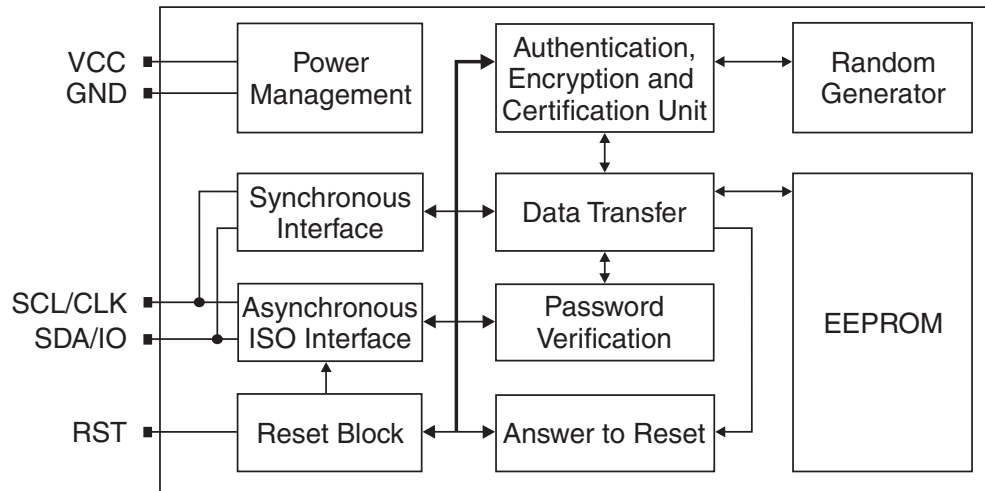 VCC
GND
Power
Management
Authentication,
Encryption and
Certification Unit
Random
Generator
Synchronous
Interface
Data Transfer
EEPROM
SCL/CLK
SDA/IO
Asynchronous
ISO Interface
Password
Verification
RST
Reset Block
Answer to Reset